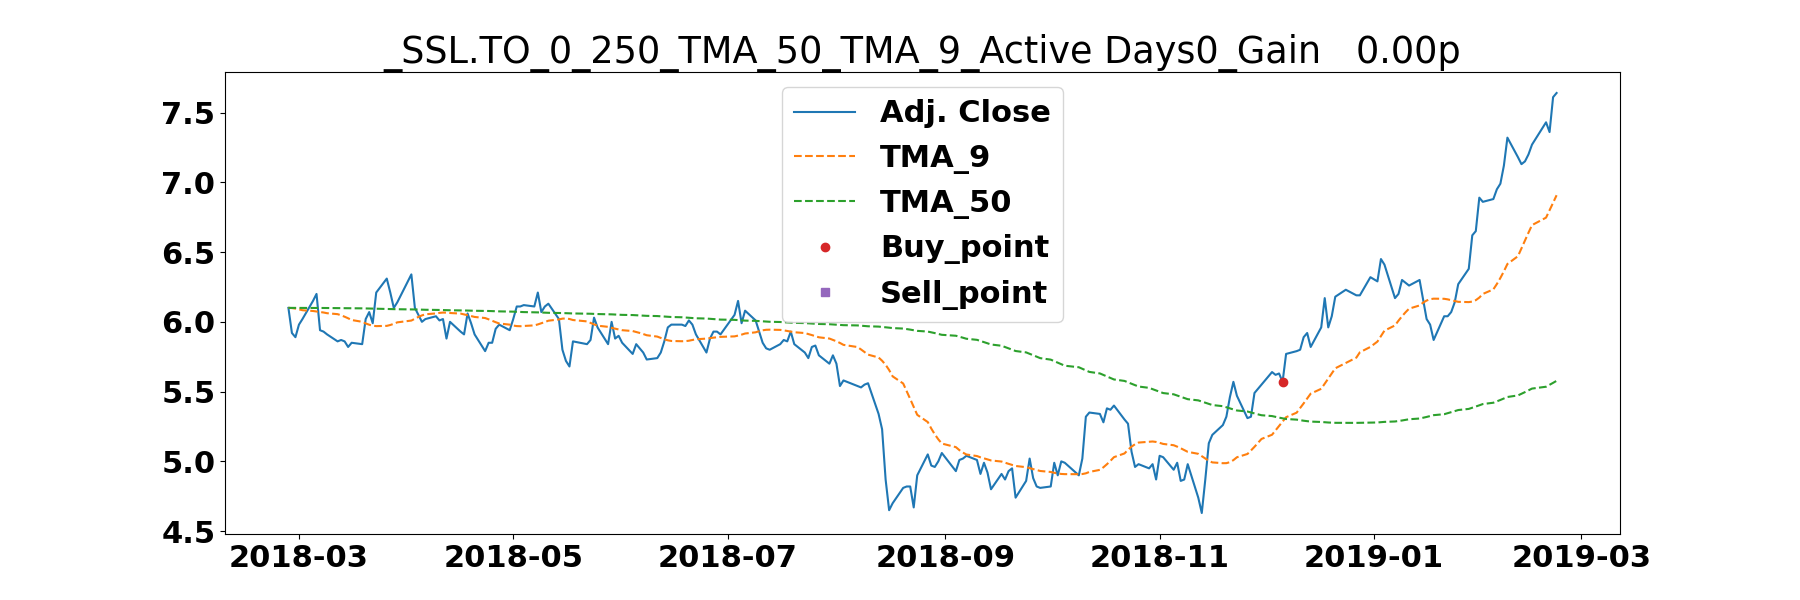 _SSL.TO_0_250_TMA_50_TMA_9_Active Days0_Gain   0.00p
Adj. Close
TMA_9
TMA_50
Buy_point
Sell_point
7.5
7.0
6.5
6.0
5.5
5.0
4.5
2018-03 2018-05 2018-07 2018-09 2018-11 2019-01 2019-03